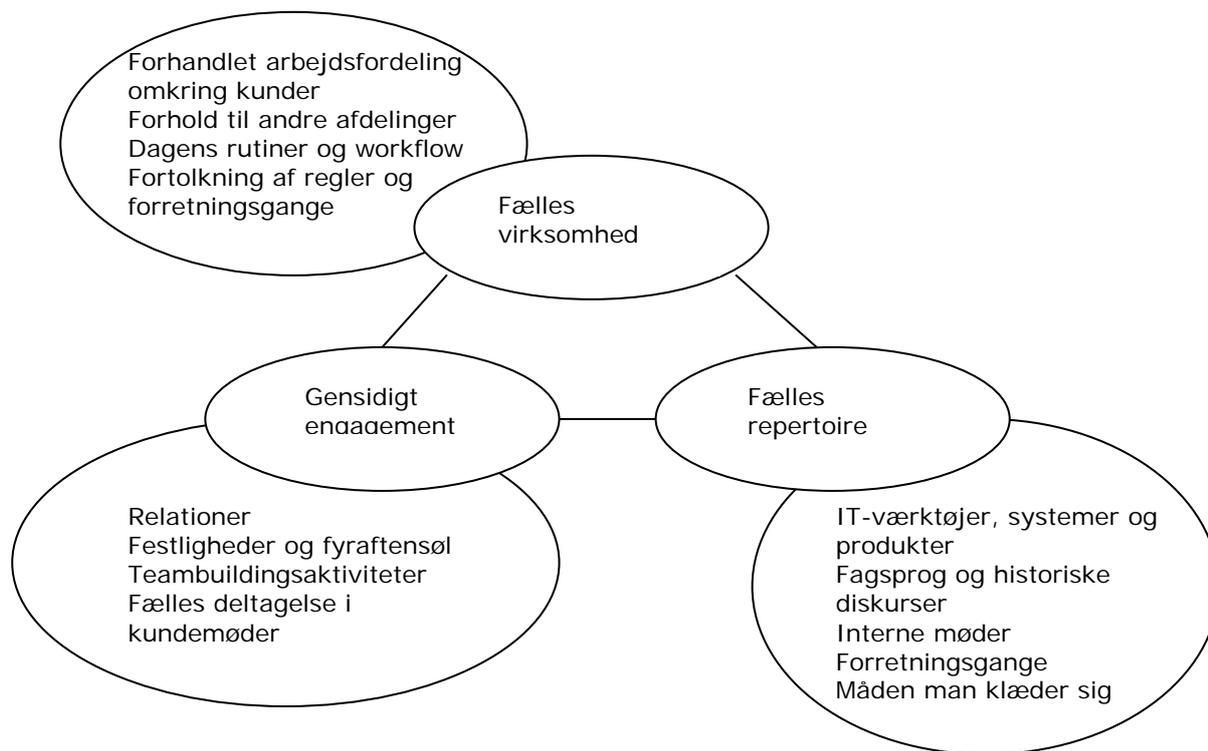 Forhandlet arbejdsfordeling
omkring kunder
Forhold til andre afdelinger
Dagens rutiner og workflow
Fortolkning af regler og
forretningsgange
Fælles
virksomhed
Gensidigt
engagement
Fælles
repertoire
Relationer
Festligheder og fyraftensøl
Teambuildingsaktiviteter
Fælles deltagelse i
kundemøder
IT-værktøjer, systemer og
produkter
Fagsprog og historiske
diskurser
Interne møder
Forretningsgange
Måden man klæder sig